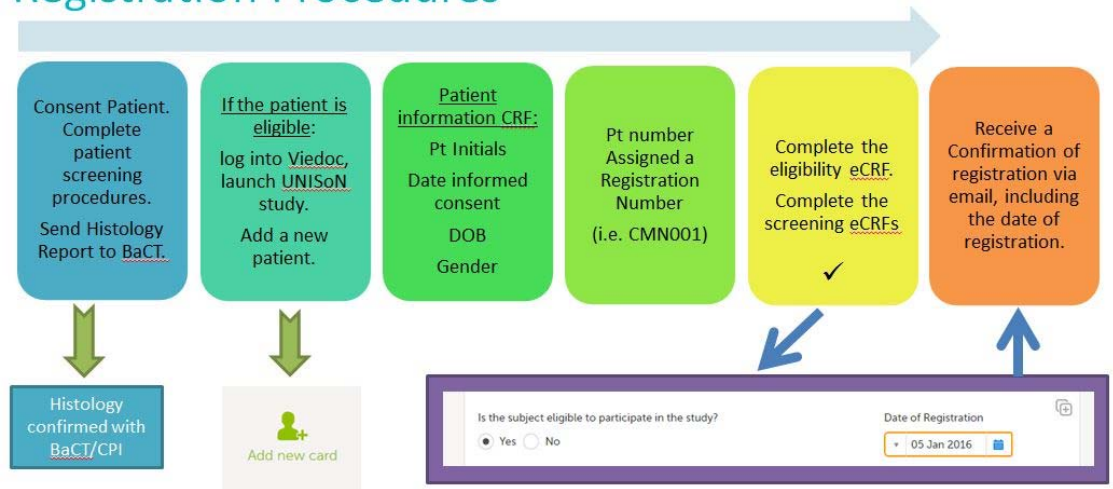 Registration Procedures
Consent Patient.
Complete
patient
screening
procedures.
Send Histology
Report to BaCT.
If the patient is
eligible:
log into Viedoc,
launch UNISoN
study.
Add a new
patient.
Patient
information CRF:
Pt Initials
Date informed
consent
DOB
Gender
Pt number
Assigned a
Registration
Number
(i.e. CMN001)
Complete the
eligibility eCRF.
Complete the
screening eCRFs
✓
Receive a
Confirmation of
registration via
email, including
the date of
registration.
Histology
confirmed with
BaCT/CPI
Add new card
Is the subject eligible to participate in the study?
Yes No
Date of Registration
05 Jan 2016